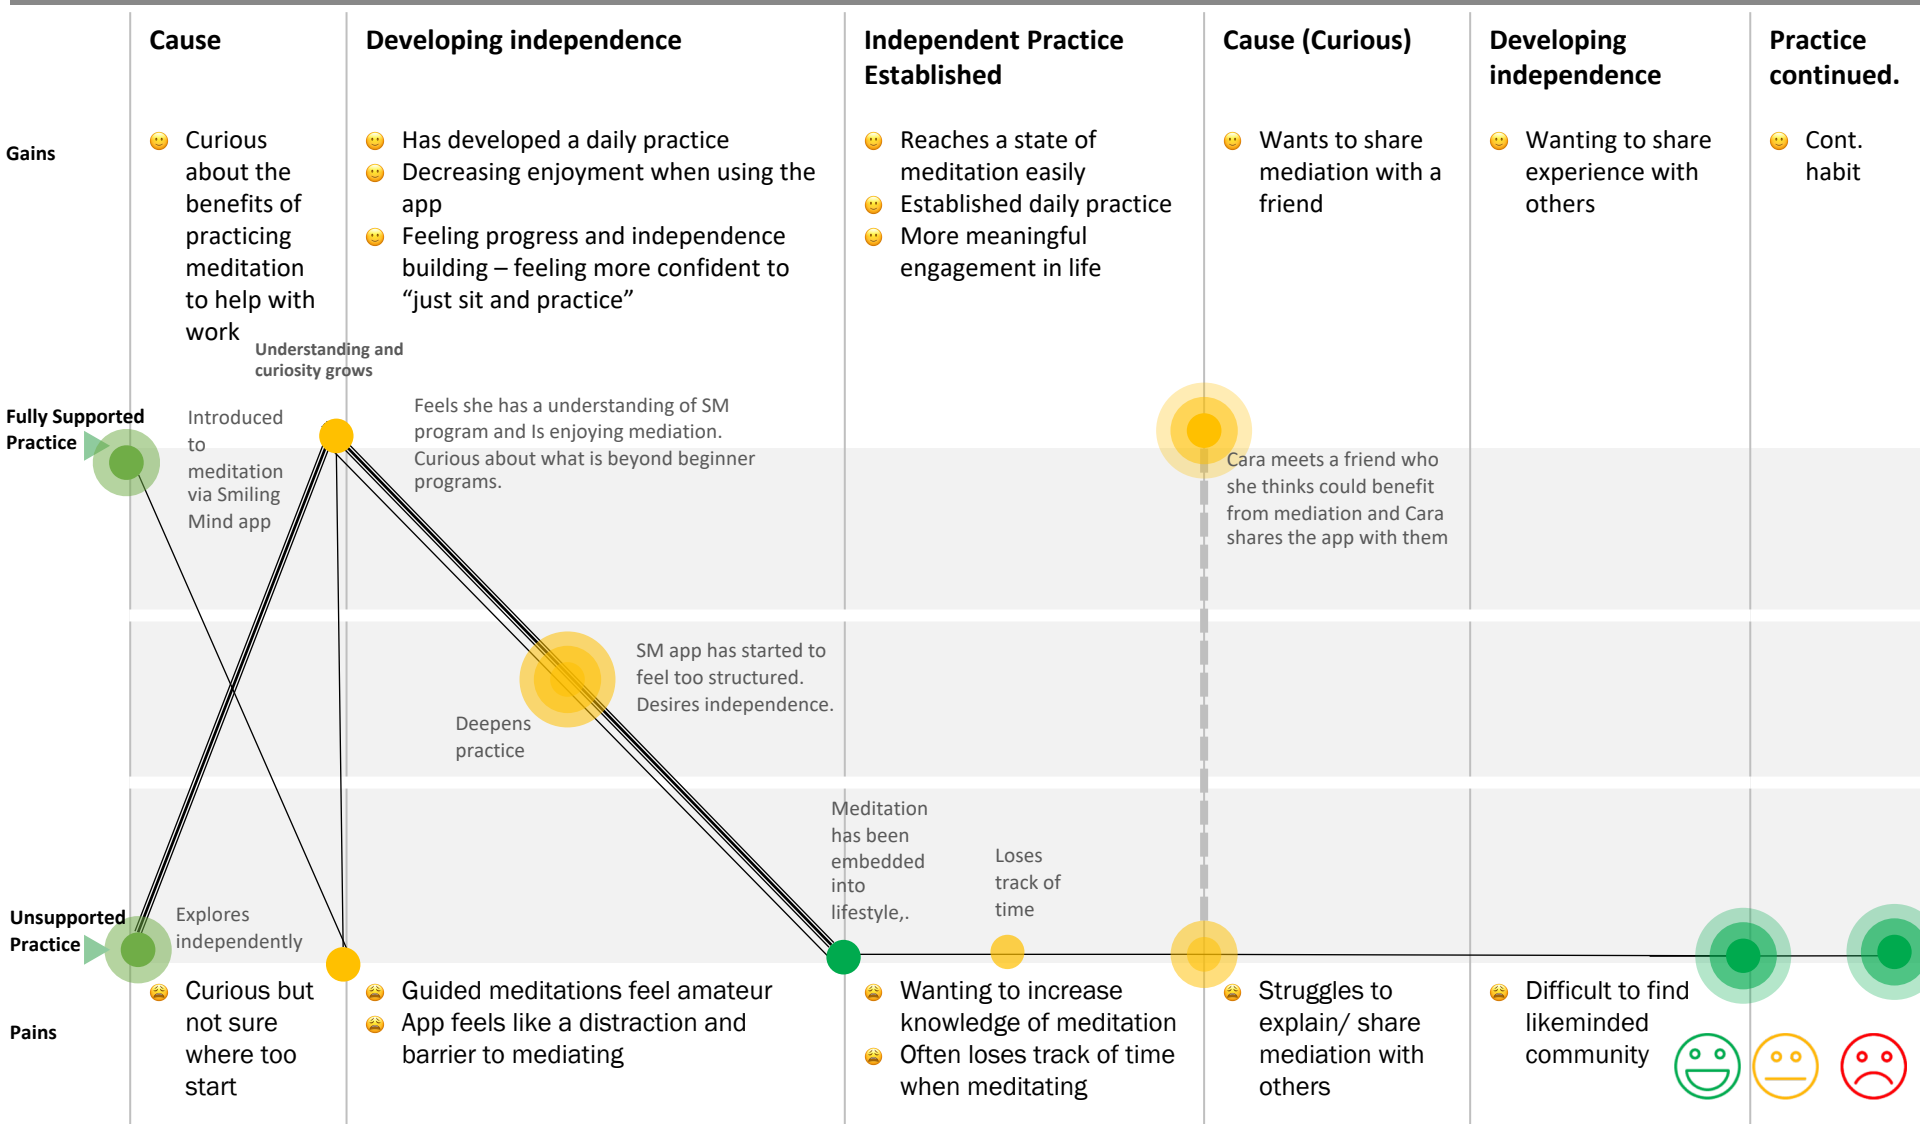 Cause
Developing independence
Independent Practice
Established
Cause (Curious)
Developing
independence
Practice
continued.
Gains
Curious
about the
benefits of
practicing
meditation
to help with
work
Has developed a daily practice
Decreasing enjoyment when using the
app
Feeling progress and independence
building – feeling more confident to
“just sit and practice”
Reaches a state of
meditation easily
Established daily practice
More meaningful
engagement in life
Wants to share
mediation with a
friend
Wanting to share
experience with
others
Cont.
habit
Understanding and
curiosity grows
Fully Supported
Practice
Introduced
to
meditation
via Smiling
Mind app
Feels she has a understanding of SM
program and Is enjoying mediation.
Curious about what is beyond beginner
programs.
Cara meets a friend who
she thinks could benefit
from mediation and Cara
shares the app with them
SM app has started to
feel too structured.
Desires independence.
Deepens
practice
Meditation
has been
embedded
into
lifestyle,.
Loses
track of
time
Unsupported
Practice
Explores
independently
Pains
Curious but
not sure
where too
start
Guided meditations feel amateur
App feels like a distraction and
barrier to mediating
Wanting to increase
knowledge of meditation
Often loses track of time
when meditating
Struggles to
explain/ share
mediation with
others
Difficult to find
likeminded
community